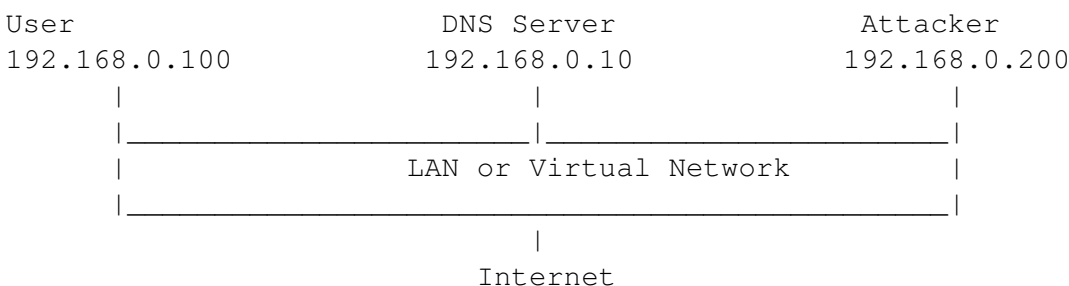 User DNS Server Attacker
192.168.0.100 192.168.0.10 192.168.0.200
LAN or Virtual Network
Internet